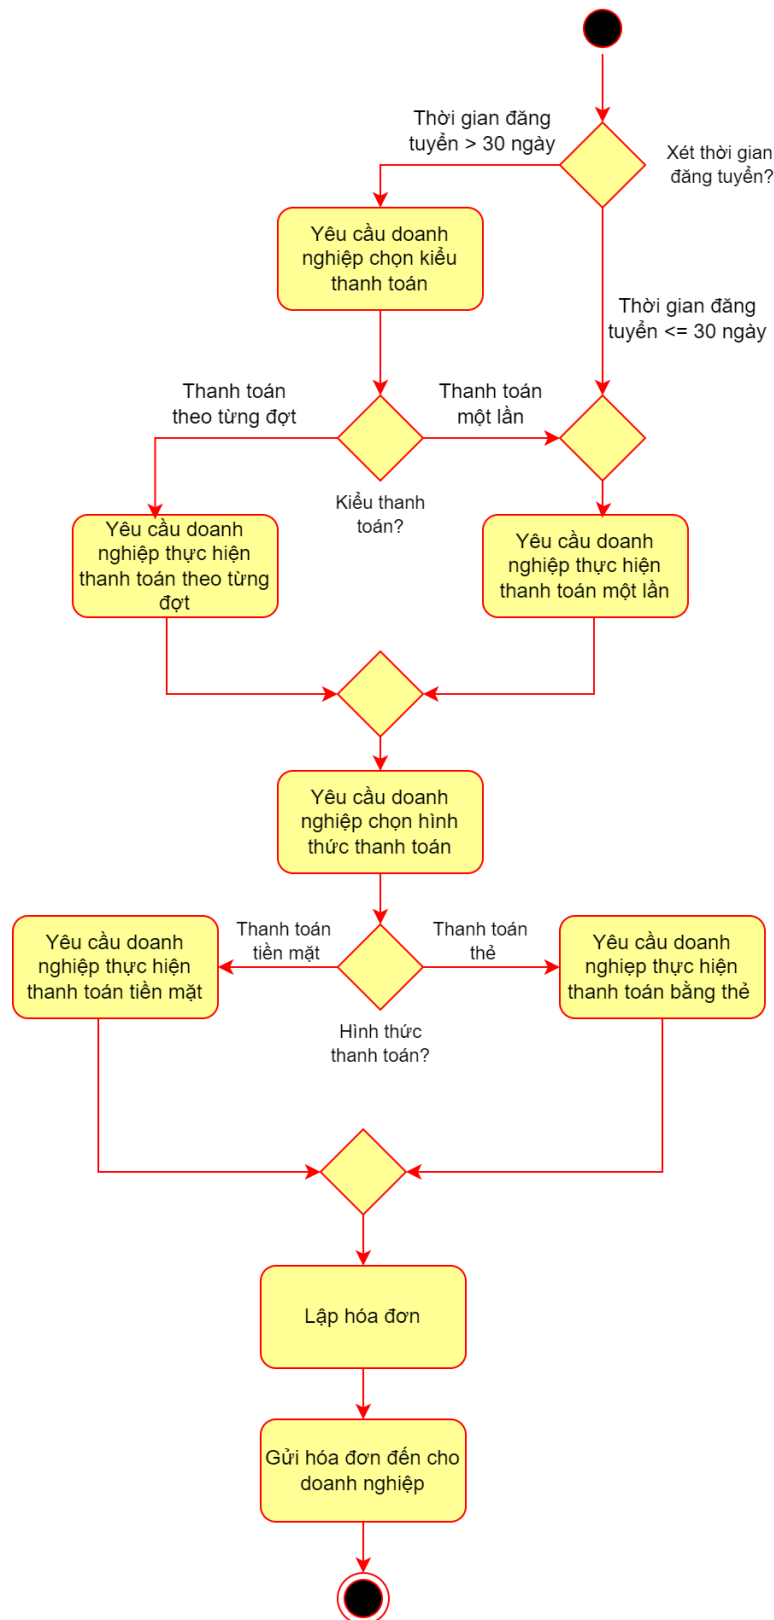 Thời gian đăng
tuyển > 30 ngày
Xét thời gian
đăng tuyển?
Yêu cầu doanh
nghiệp chọn kiểu
thanh toán
Thời gian đăng
tuyển <= 30 ngày
Thanh toán
theo từng đợt
Thanh toán
một lần
Kiểu thanh
toán?
Yêu cầu doanh
nghiệp thực hiện
thanh toán theo từng
đợt
Yêu cầu doanh
nghiệp thực hiện
thanh toán một lần
Yêu cầu doanh
nghiệp chọn hình
thức thanh toán
Thanh toán
tiền mặt
Thanh toán
thẻ
Yêu cầu doanh
nghiệp thực hiện
thanh toán tiền mặt
Yêu cầu doanh
nghiẹp thực hiện
thanh toán bằng thẻ
Hình thức
thanh toán?
Lập hóa đơn
Gửi hóa đơn đến cho
doanh nghiệp